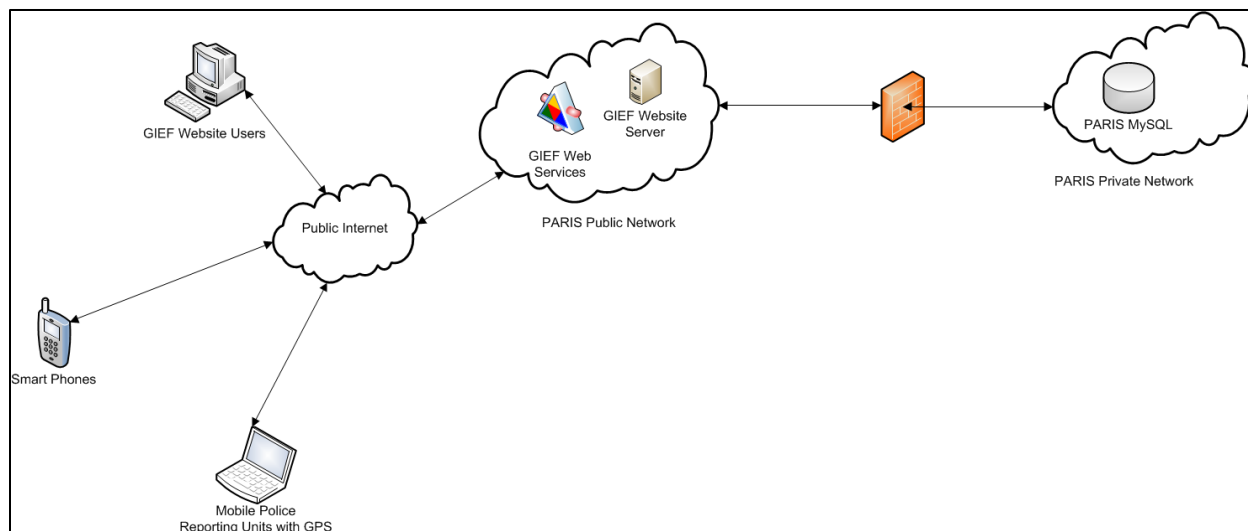 GIEF Website Users
Public Internet
Smart Phones
Mobile Police
Reporting Units with GPS
GIEF Web
Services
GIEF Website
Server
PARIS Public Network
PARIS MySQL
PARIS Private Network